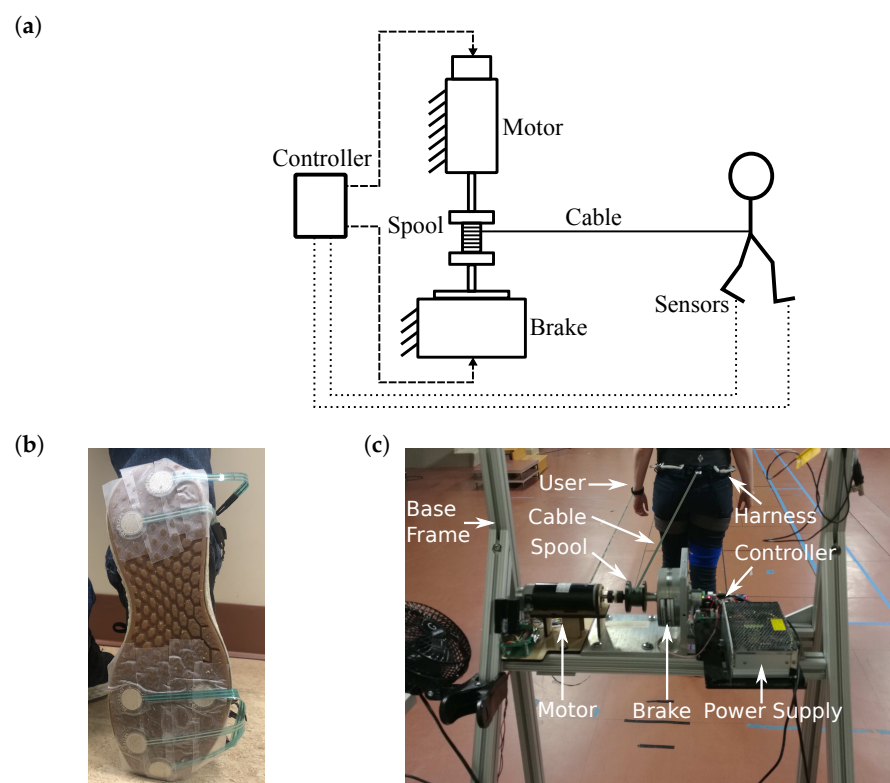 (a)
Motor
Controller
Spool
Cable
Sensors
Brake
(b)
(c)
User
Base
Frame
Cable
Harness
Spool
Controller
Motor
Brake
Power Supply